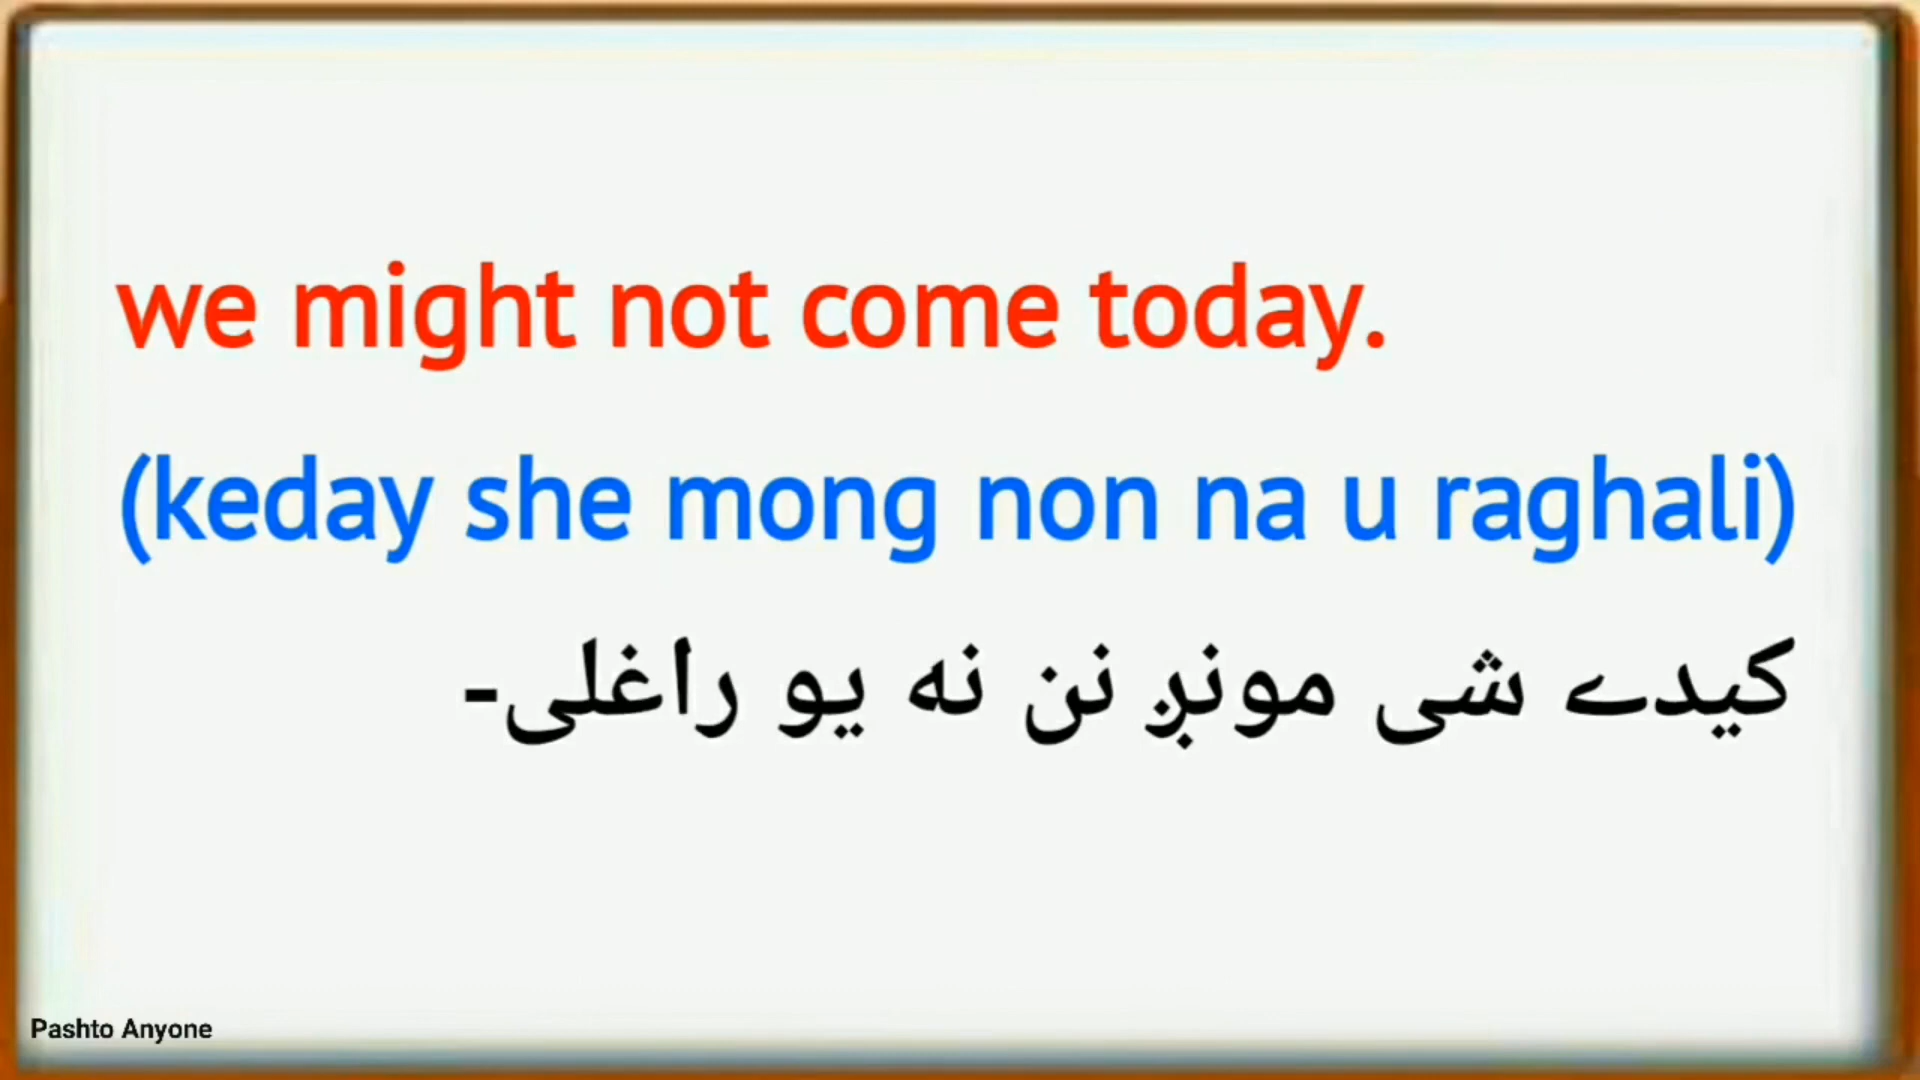 we might not come today.
(keday she mong non na u raghali)
کیدے شی مونږ نن نه یو راغلی-
Pashto Anyone